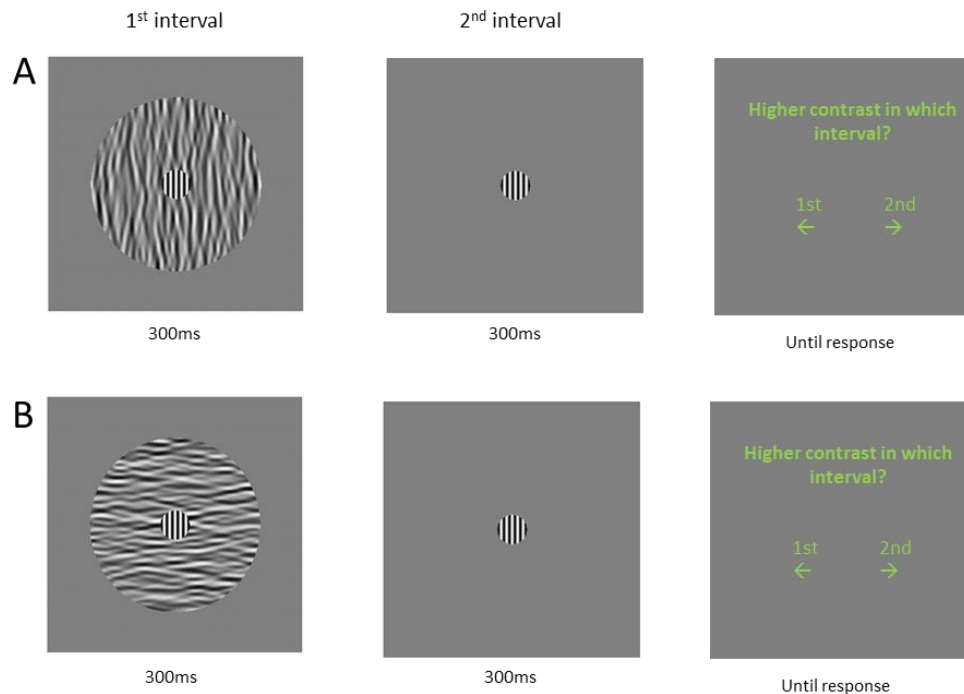 1st interval
2nd interval
A
Higher contrast in which
interval?
1st
2nd
← →
300ms
300ms
Until response
B
Higher contrast in which
interval?
1st
2nd
← →
300ms
300ms
Until response